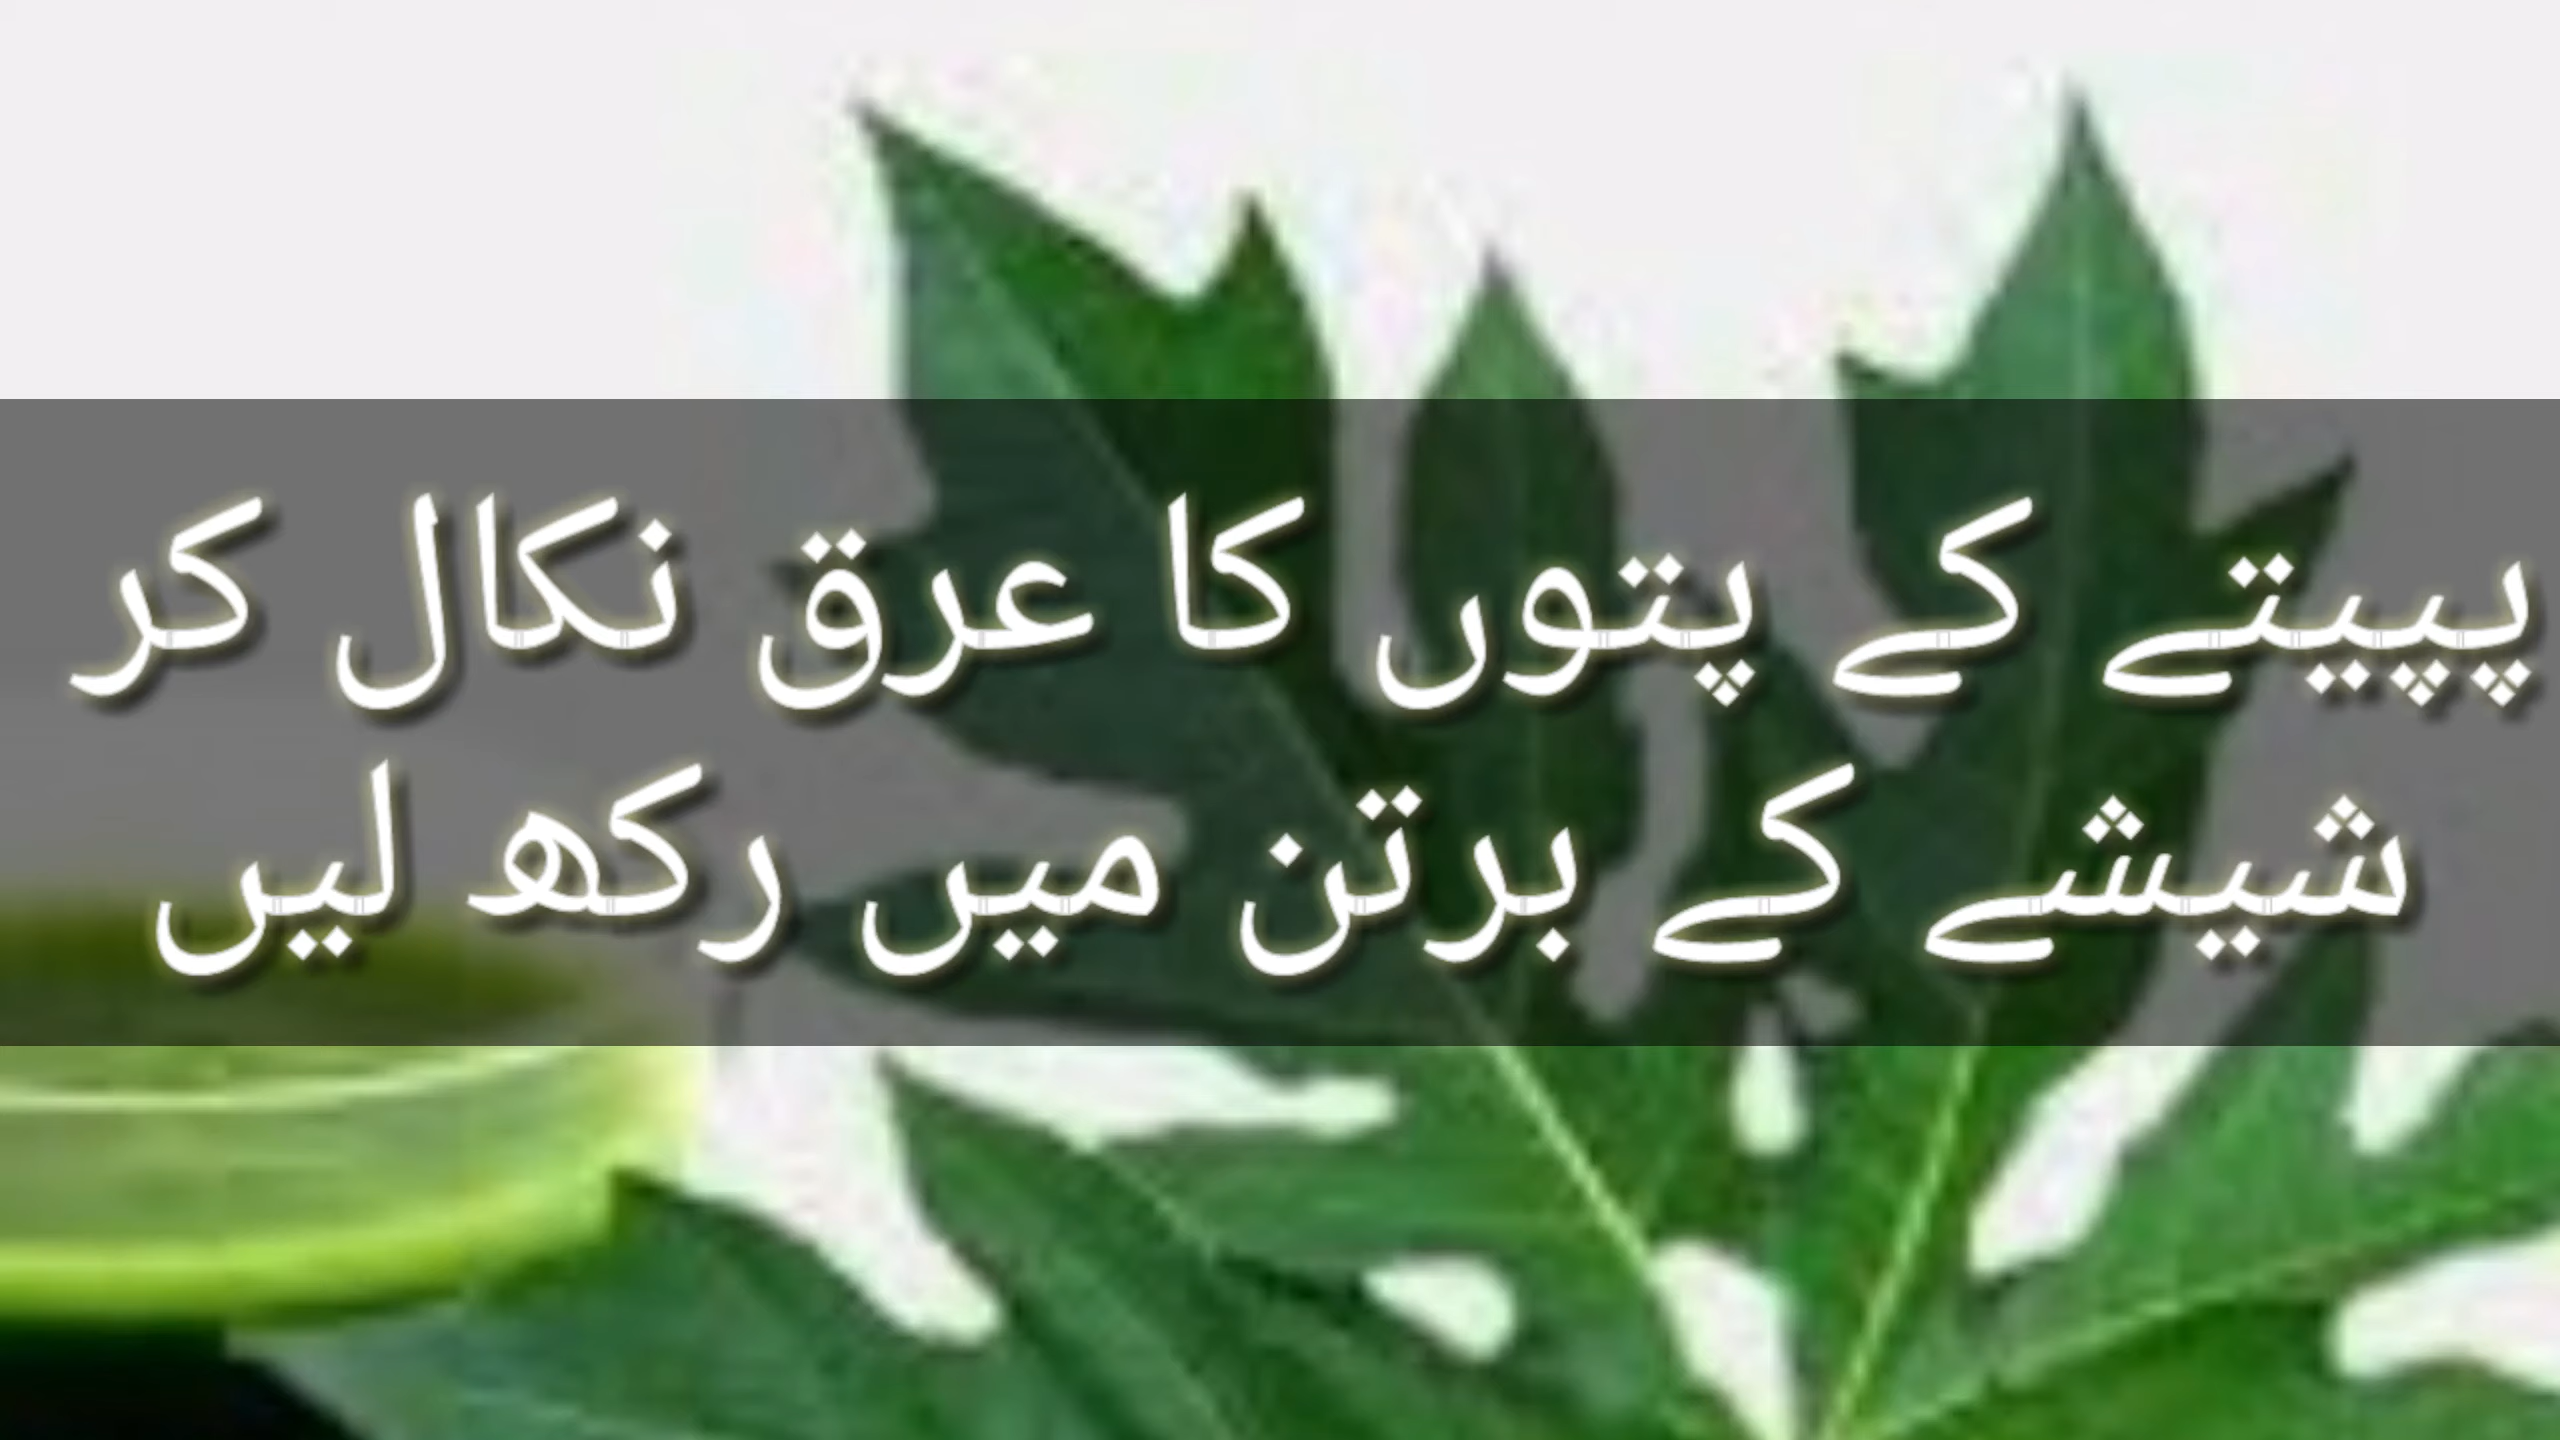 پپیتے کے پتوں کا عرق نکال کر
شیشے کے برتن میں رکھ لیں